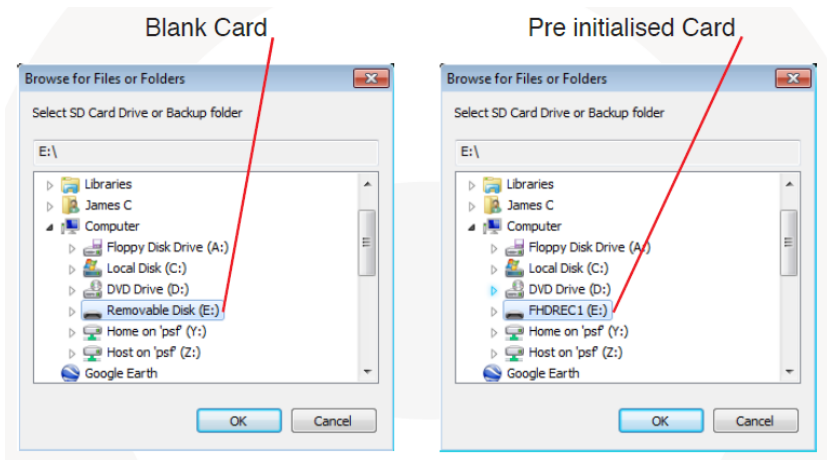 Blank Card
Browse for Files or Folders
Select SD Card Drive or Backup folder
E:\
Libraries
James C
Computer
Floppy Disk Drive (A:)
Local Disk (C:)
DVD Drive (D:)
Removable Disk (E:)
Home on 'psf' (Y:)
Host on 'psf' (Z:)
Google Earth
OK
Cancel
Pre initialised Card
Browse for Files or Folders
Select SD Card Drive or Backup folder
E:\
Libraries
James C
Computer
Floppy Disk Drive (A:)
Local Disk (C:)
DVD Drive (D:)
FHDREC1 (E:)
Home on 'psf' (Y:)
Host on 'psf' (Z:)
Google Earth
OK
Cancel